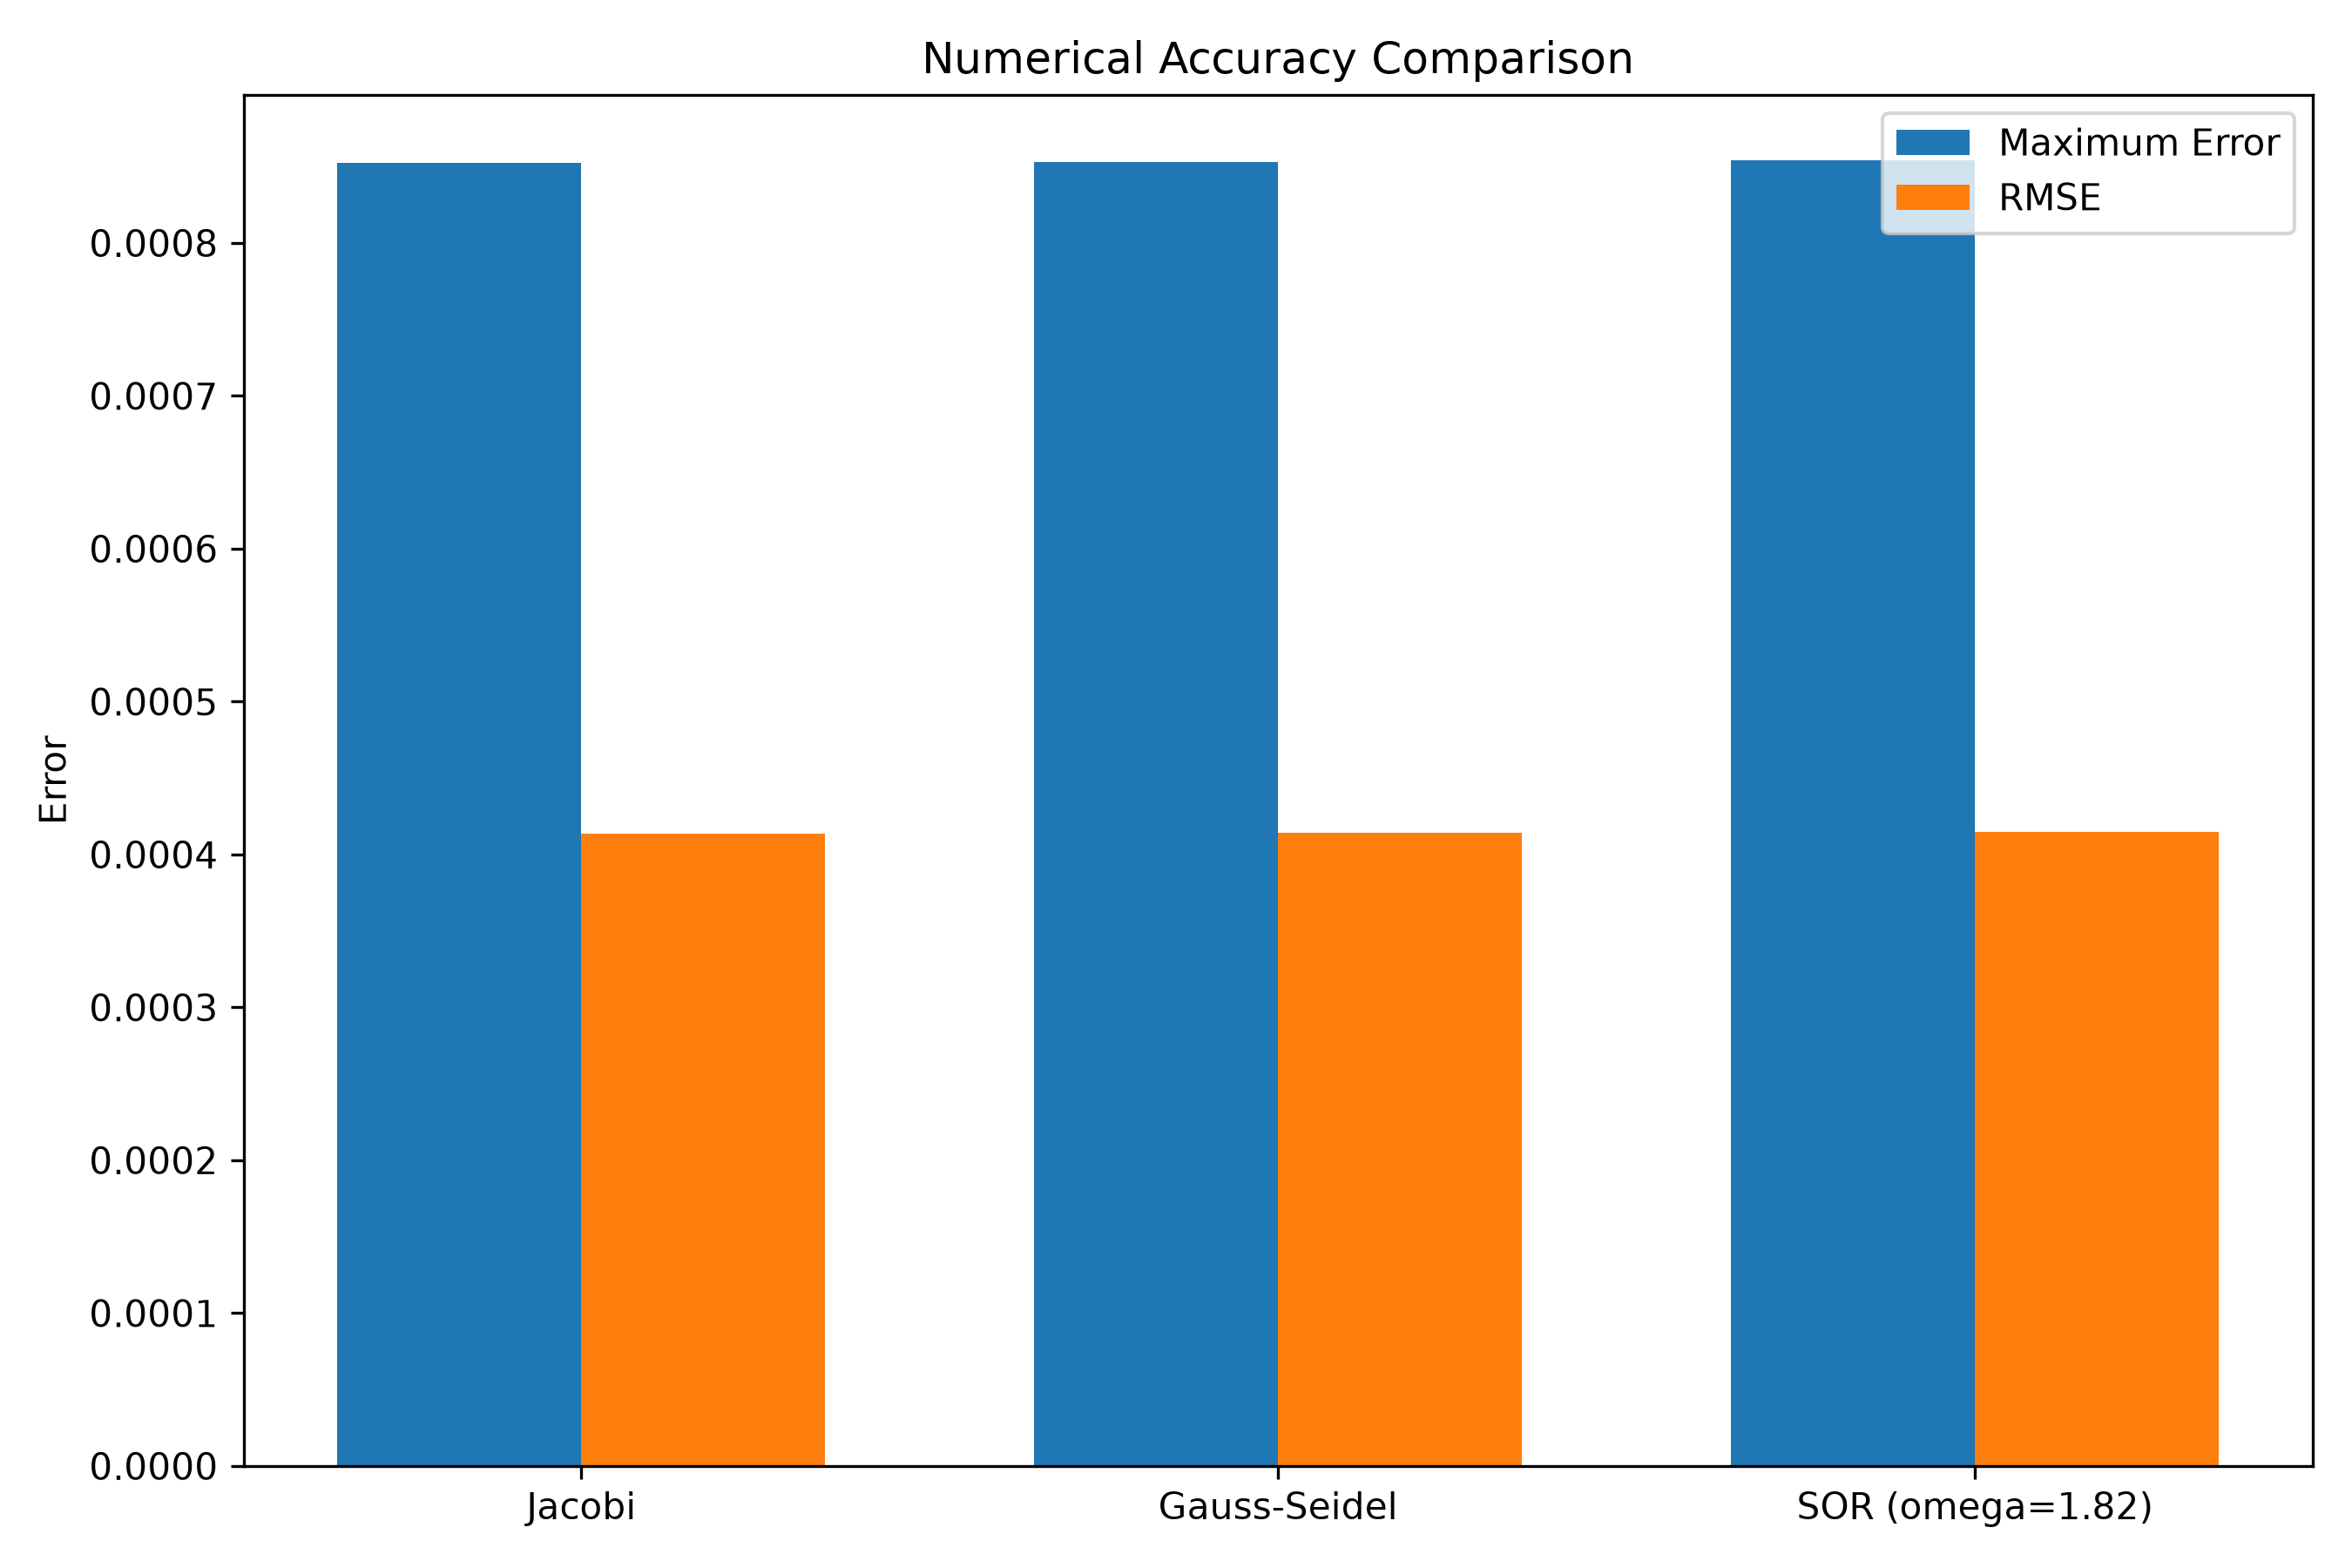 Numerical Accuracy Comparison
Maximum Error
RMSE
Error
0.0008
0.0007
0.0006
0.0005
0.0004
0.0003
0.0002
0.0001
0.0000
Jacobi
Gauss-Seidel
SOR (omega=1.82)